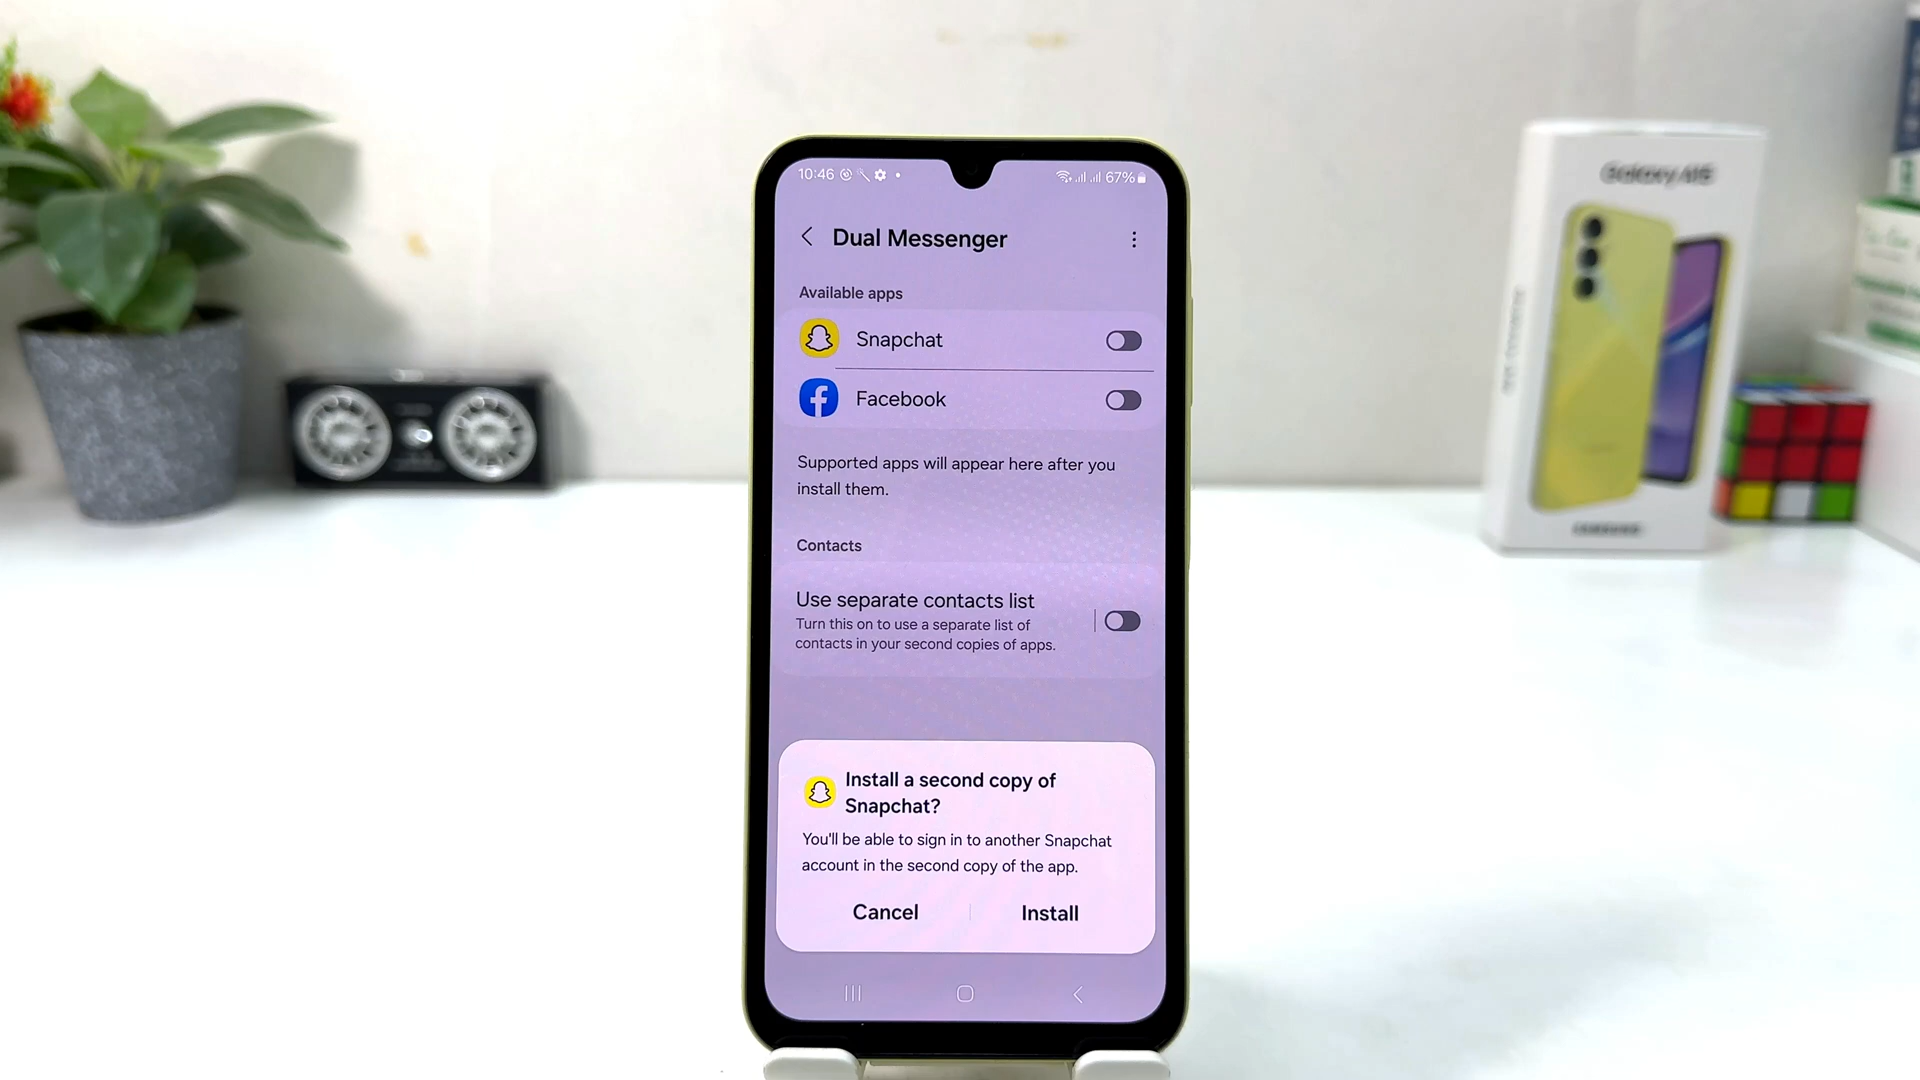 10:46
67%
Dual Messenger
Available apps
Snapchat
Facebook
Supported apps will appear here after you
install them.
Contacts
Use separate contacts list
Turn this on to use a separate list of
contacts in your second copies of apps.
Install a second copy of
Snapchat?
You'll be able to sign in to another Snapchat
account in the second copy of the app.
Cancel
Install
Galaxy A15
SAMSUNG